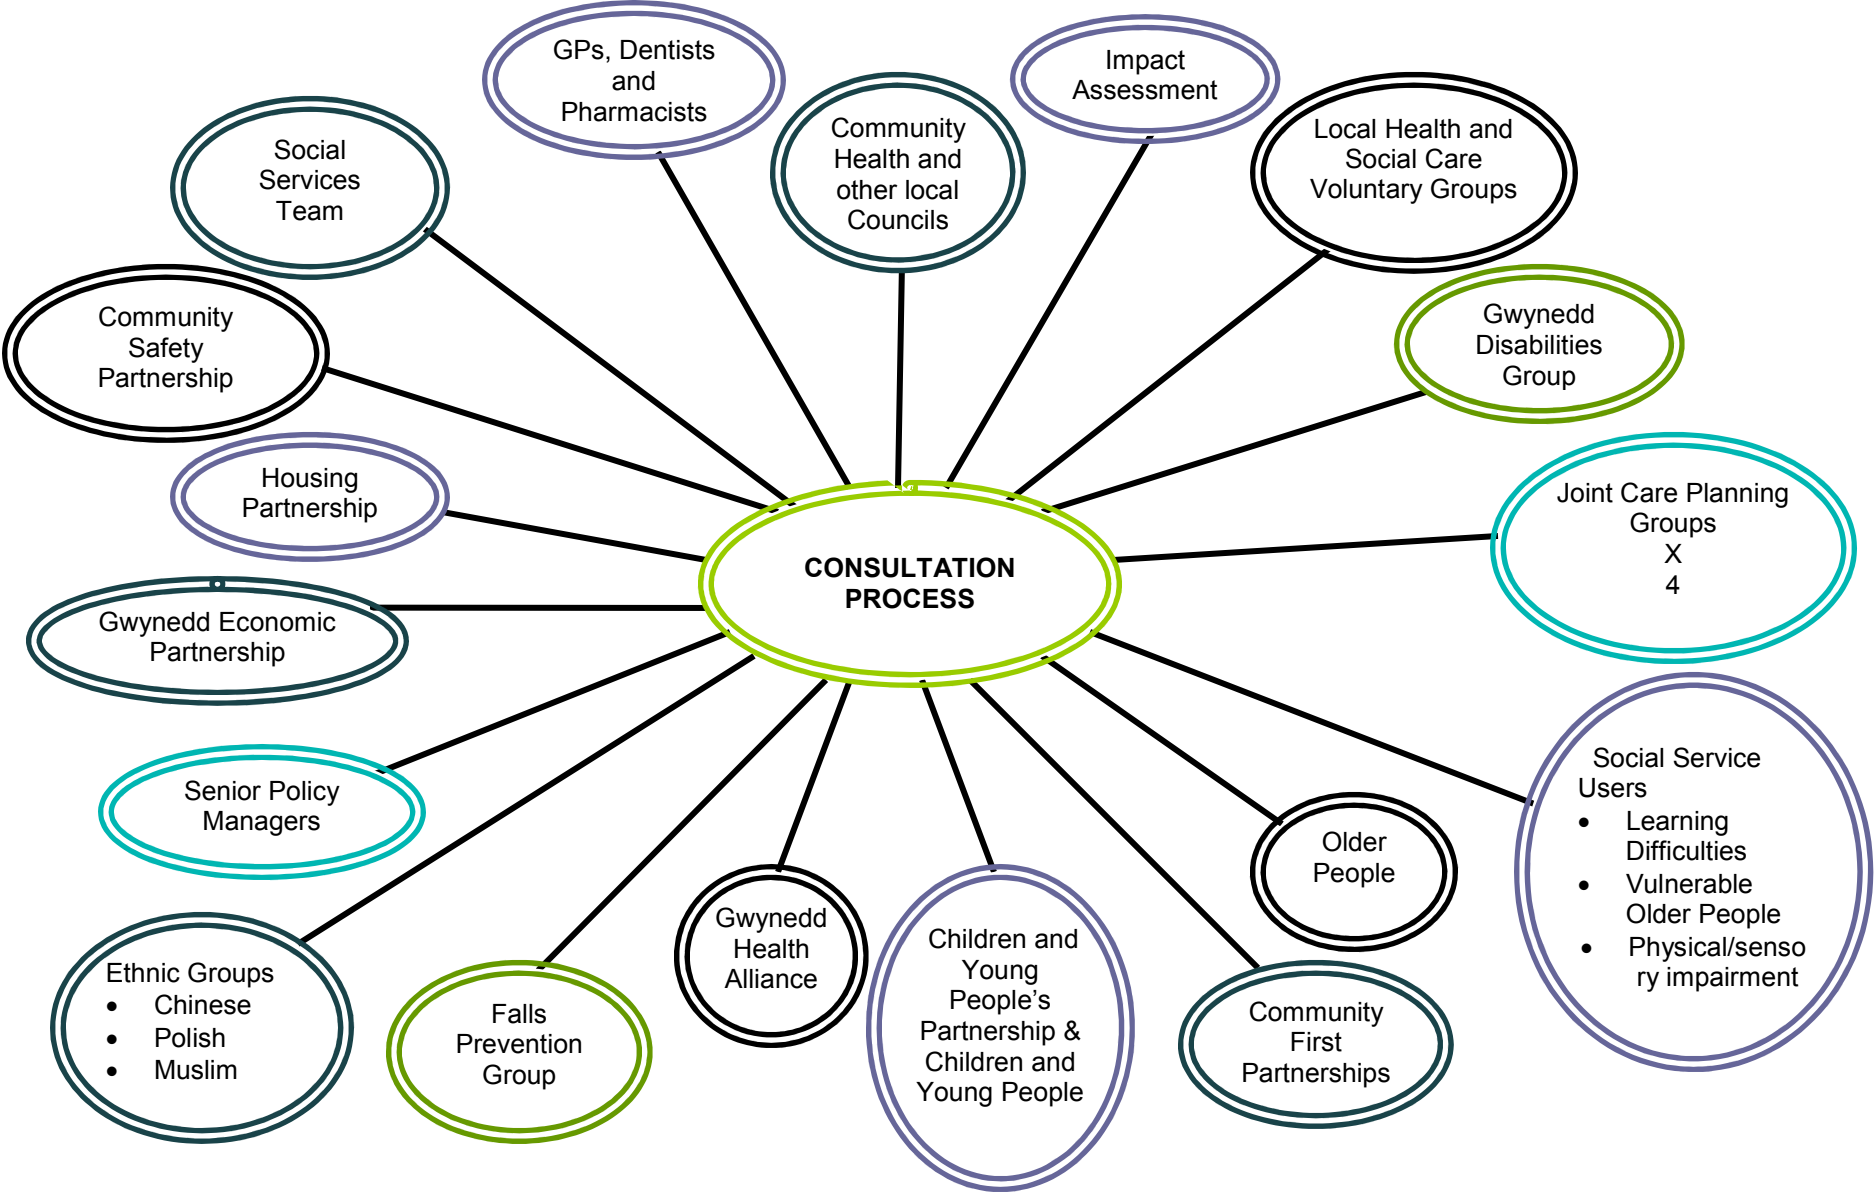 GPs, Dentists
and
Pharmacists
Impact
Assessment
Community
Health and
other local
Councils
Local Health and
Social Care
Voluntary Groups
Social
Services
Team
Community
Safety
Partnership
Gwynedd
Disabilities
Group
Housing
Partnership
Joint Care Planning
Groups
X
4
CONSULTATION
PROCESS
Gwynedd Economic
Partnership
Senior Policy
Managers
Older
People
Social Service
Users
• Learning
Difficulties
• Vulnerable
Older People
• Physical/senso
ry impairment
Ethnic Groups
• Chinese
• Polish
• Muslim
Falls
Prevention
Group
Gwynedd
Health
Alliance
Children and
Young
People’s
Partnership &
Children and
Young People
Community
First
Partnerships